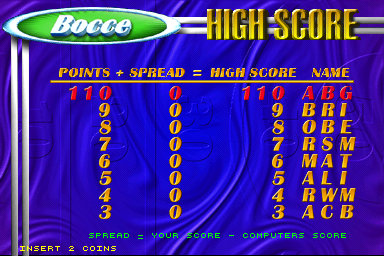 Bocce
HIGH SCORE
POINTS + SPREAD = HIGH SCORE NAME
110 0 110 ABG
9 0 9 BRI
8 0 8 OBE
7 0 7 RSM
6 0 6 MAT
5 0 5 ALI
4 0 4 RWM
3 0 3 ACB
SPREAD = YOUR SCORE - COMPUTERS SCORE
INSERT 2 COINS